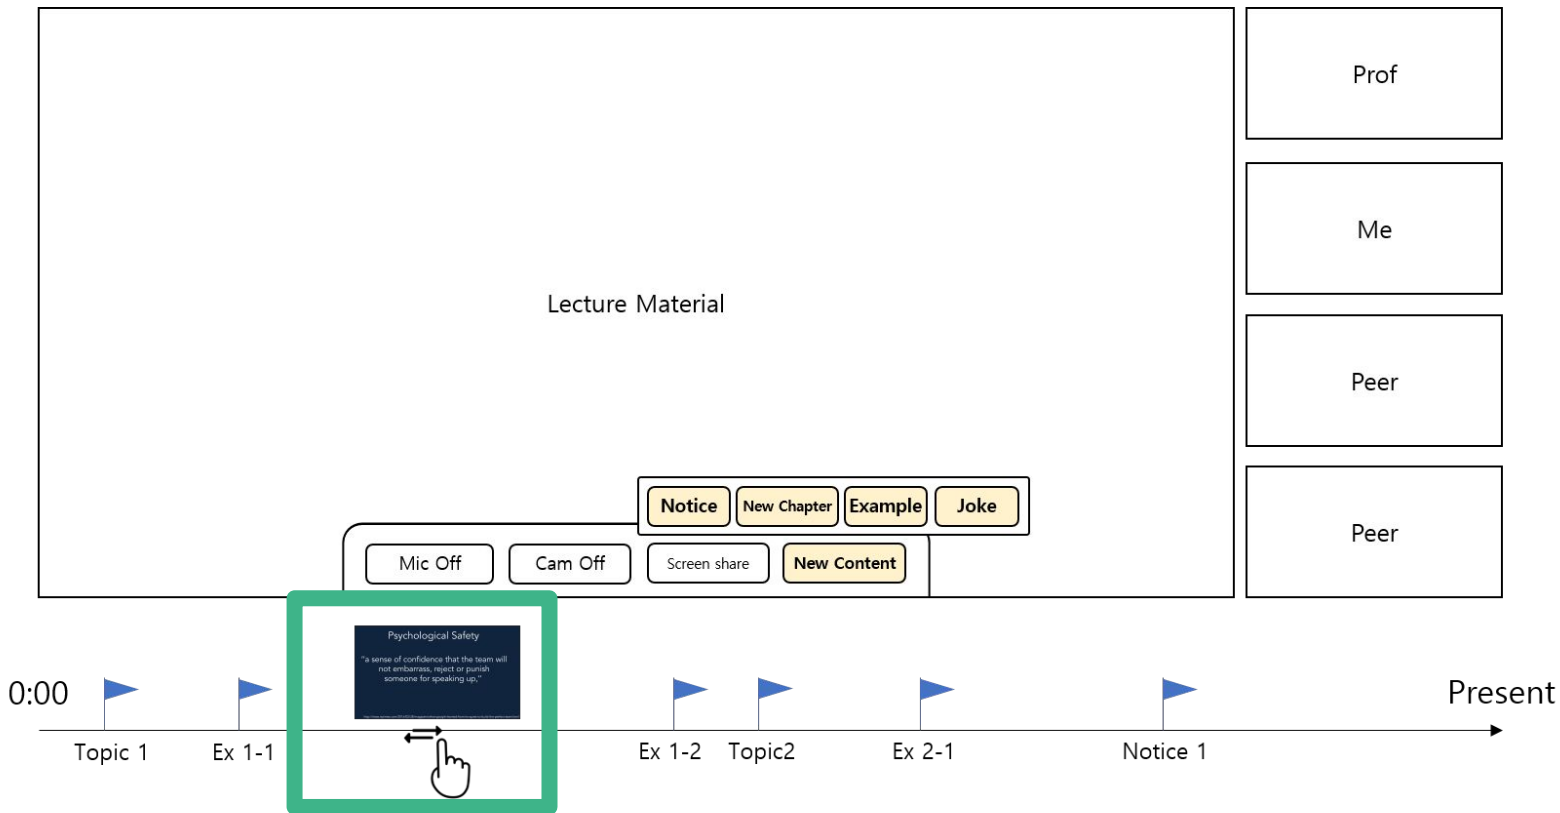 Prof
Me
Lecture Material
Peer
Notice New Chapter Example Joke
Mic Off Cam Off Screen share New Content
Peer
Psychological Safety
"a sense of confidence that the team will
not embarrass, reject or punish
someone for speaking up,"
0:00 Present
Topic 1 Ex 1-1 Ex 1-2 Topic2 Ex 2-1 Notice 1